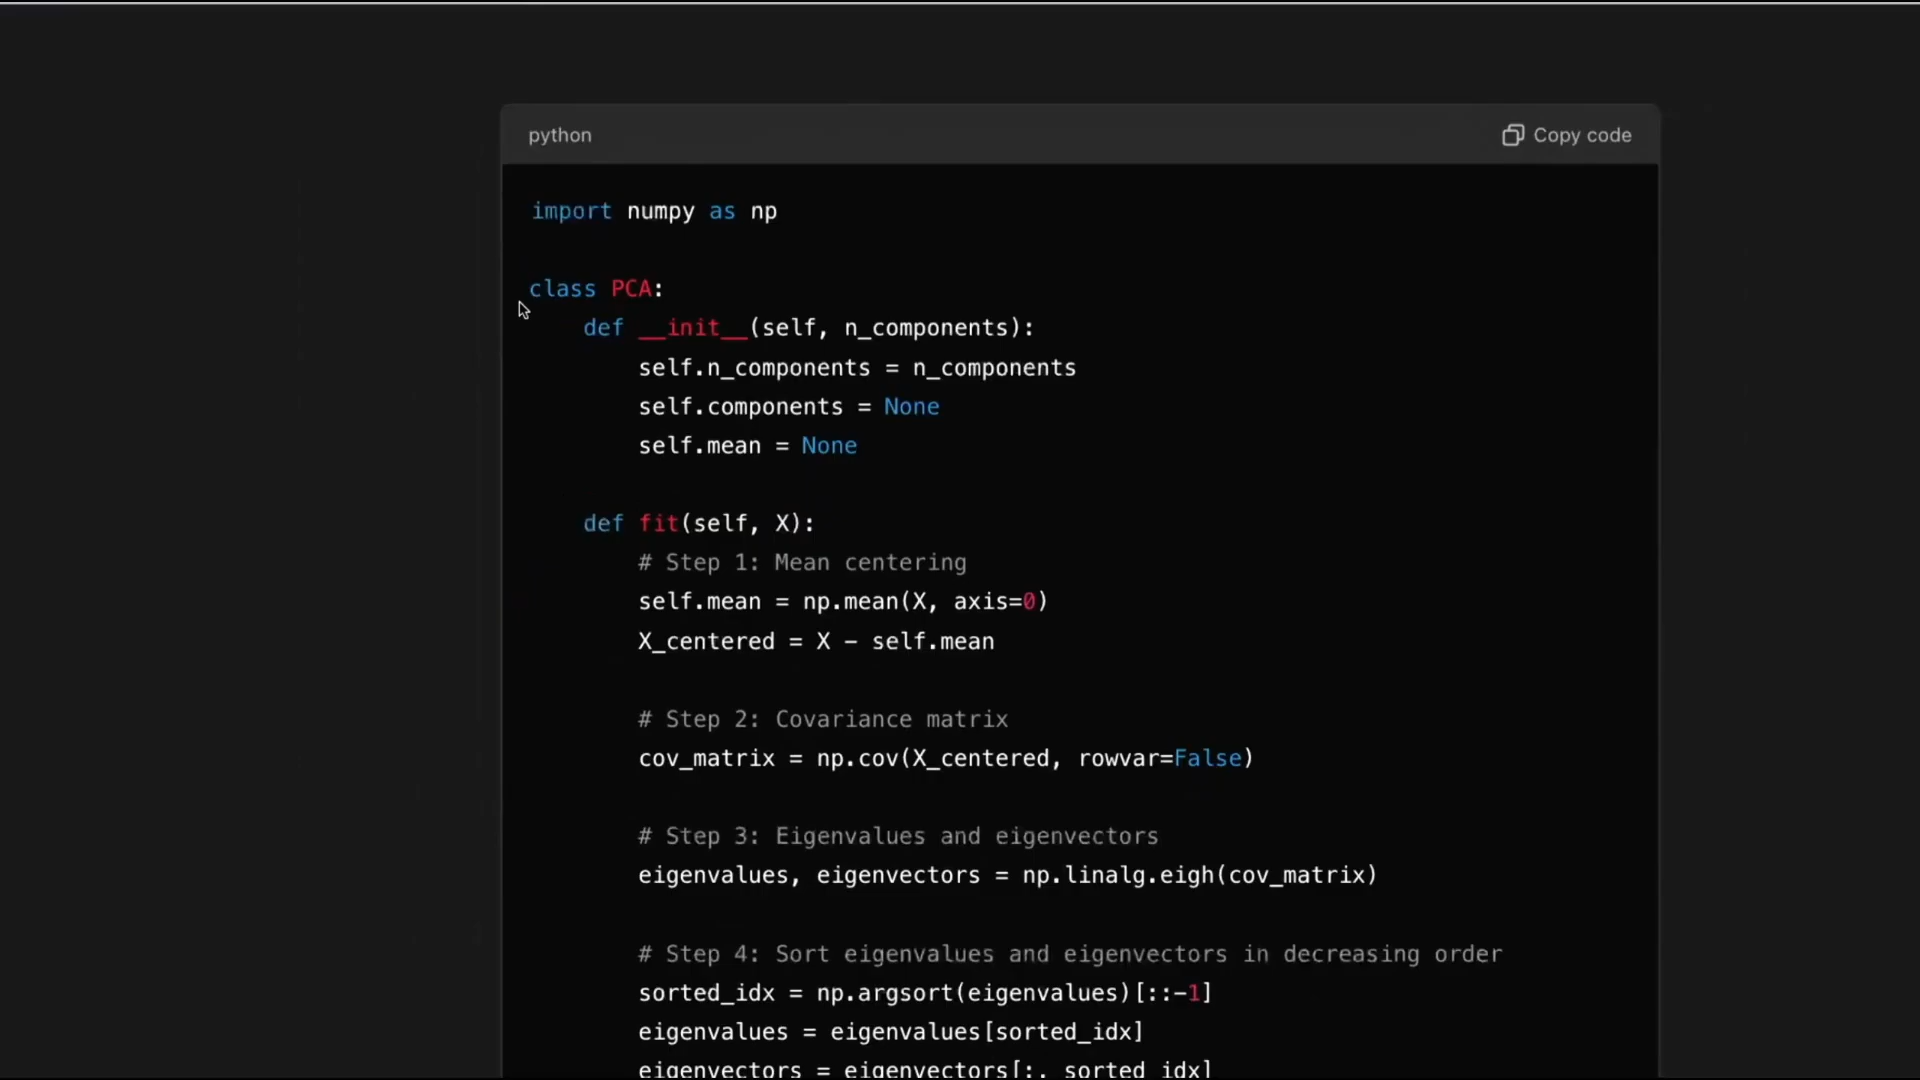 python
Copy code
import numpy as np
class PCA:
    def __init__(self, n_components):
        self.n_components = n_components
        self.components = None
        self.mean = None
    def fit(self, X):
        # Step 1: Mean centering
        self.mean = np.mean(X, axis=0)
        X_centered = X - self.mean
        # Step 2: Covariance matrix
        cov_matrix = np.cov(X_centered, rowvar=False)
        # Step 3: Eigenvalues and eigenvectors
        eigenvalues, eigenvectors = np.linalg.eigh(cov_matrix)
        # Step 4: Sort eigenvalues and eigenvectors in decreasing order
        sorted_idx = np.argsort(eigenvalues)[::-1]
        eigenvalues = eigenvalues[sorted_idx]
        eigenvectors = eigenvectors[:, sorted_idx]